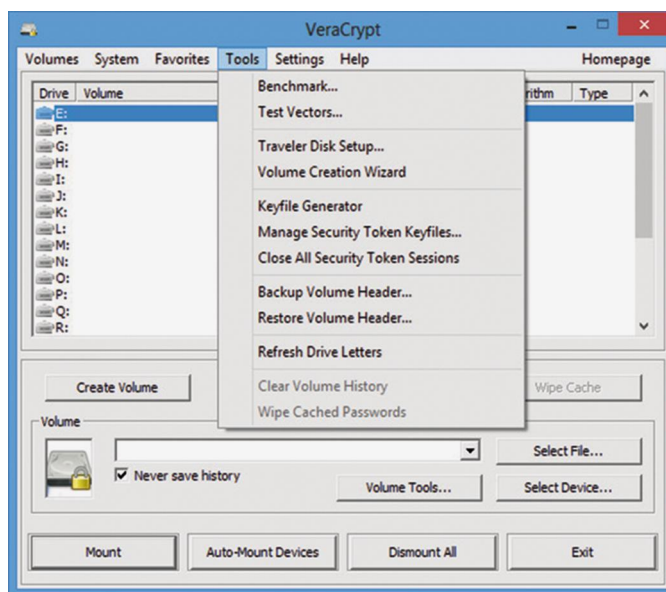 VeraCrypt
Volumes System Favorites Tools Settings Help Homepage
Drive Volume rithm Type
E:
F:
G:
H:
I:
J:
K:
L:
M:
N:
O:
P:
Q:
R:
Benchmark...
Test Vectors...
Traveler Disk Setup...
Volume Creation Wizard
Keyfile Generator
Manage Security Token Keyfiles...
Close All Security Token Sessions
Backup Volume Header...
Restore Volume Header...
Refresh Drive Letters
Clear Volume History
Wipe Cached Passwords
Create Volume Wipe Cache
Volume
Select File...
Never save history
Volume Tools... Select Device...
Mount Auto-Mount Devices Dismount All Exit